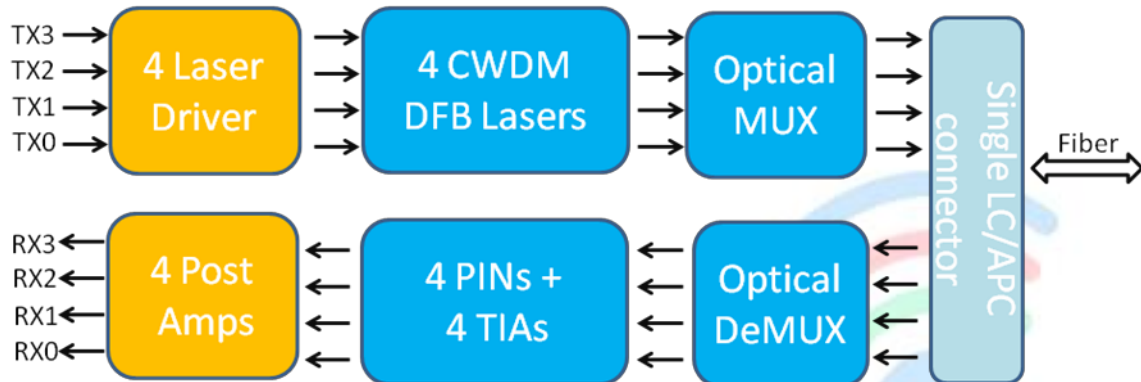 TX3
TX2
TX1
TX0
4 Laser
Driver
4 CWDM
DFB Lasers
Optical
MUX
Single LC/APC
connector
Fiber
RX3
RX2
RX1
RX0
4 Post
Amps
4 PINs +
4 TIAs
Optical
DeMUX